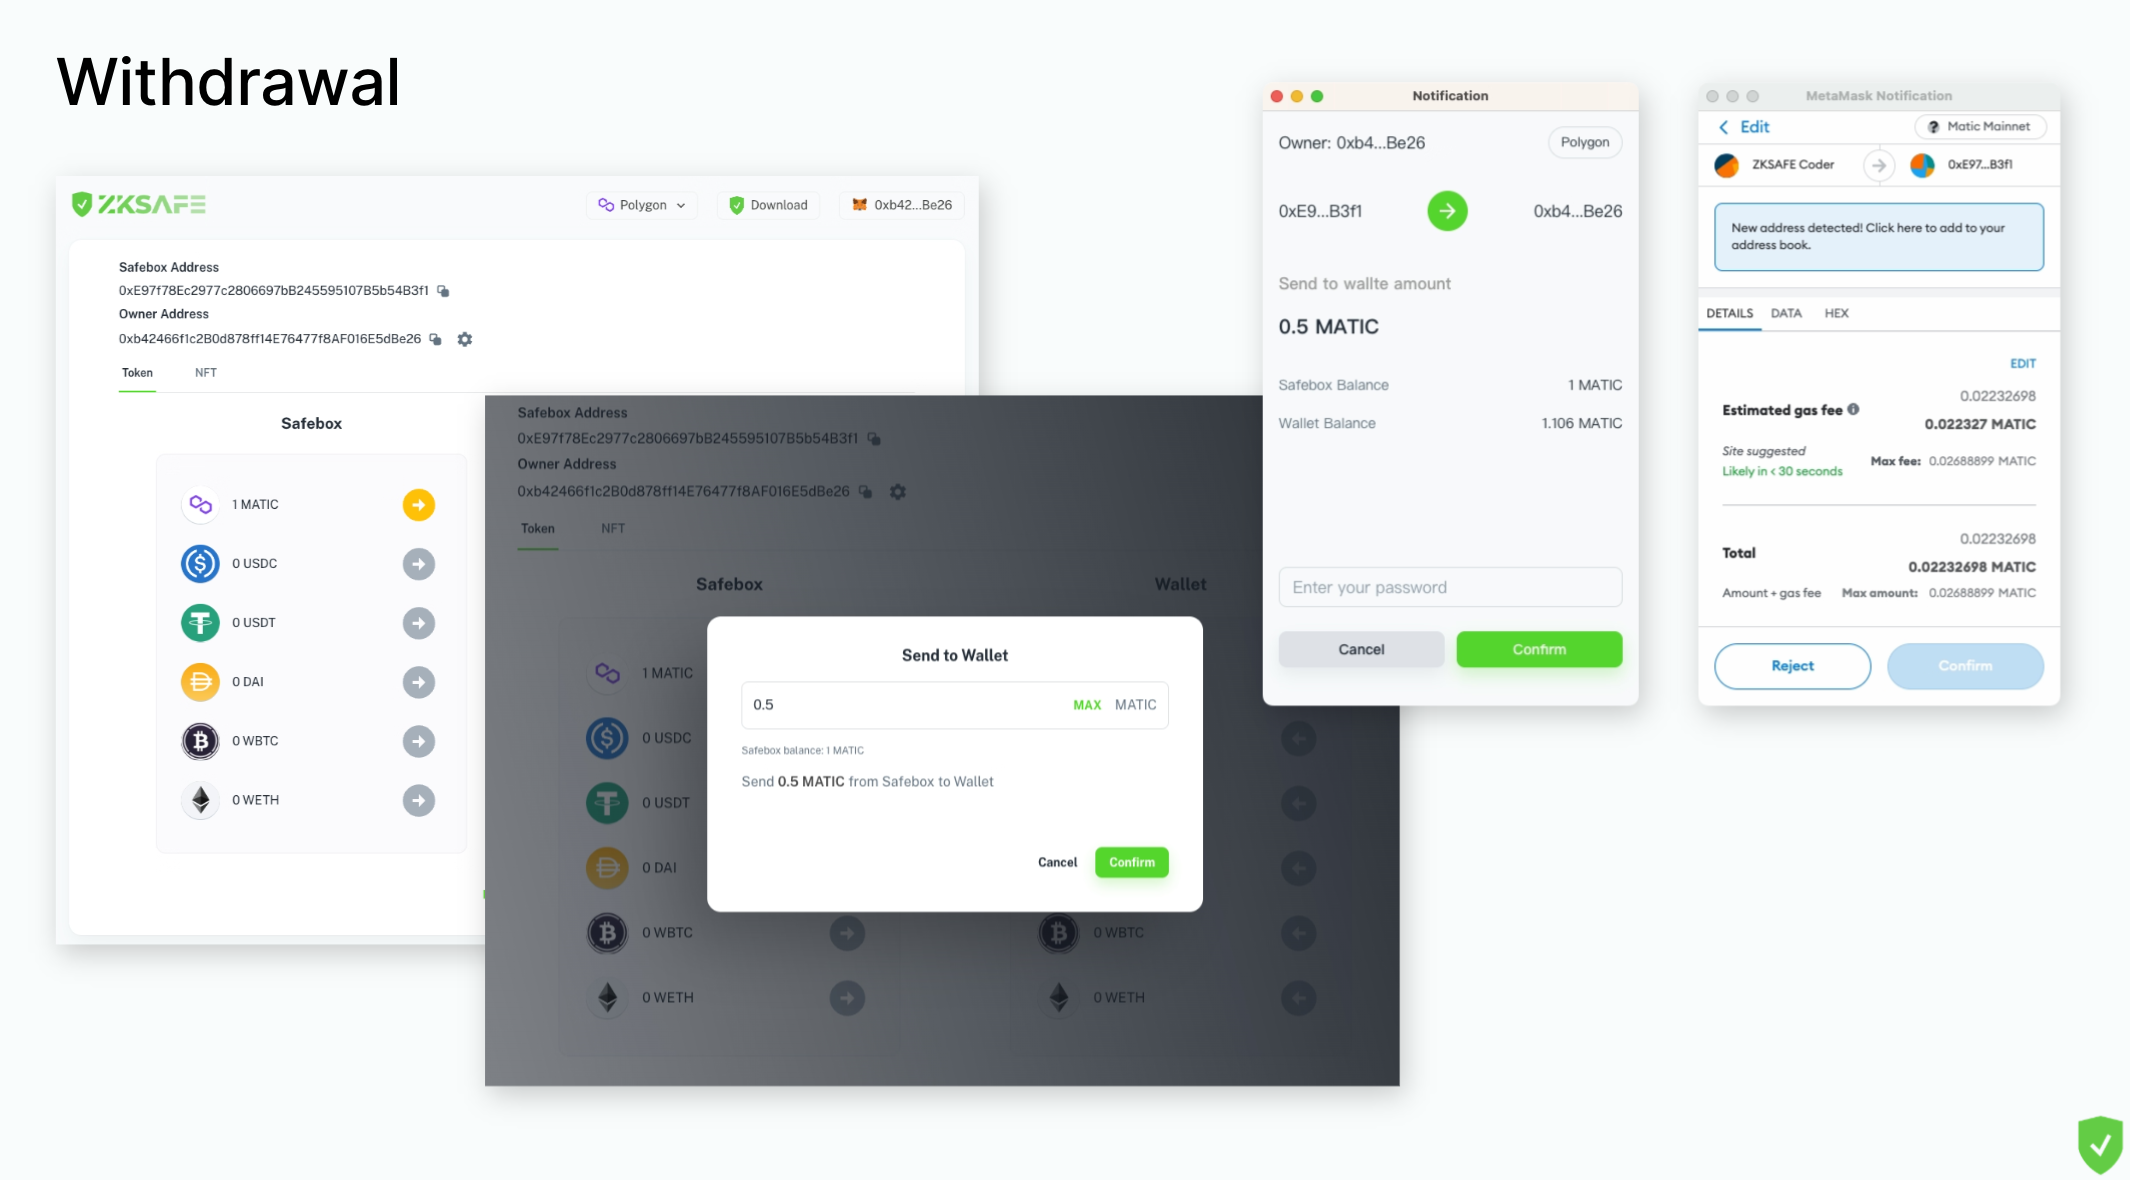 Withdrawal
ZKSAFE
Polygon
Download
0xb42...Be26
Safebox Address
0xE97f78Ec2977c2806697bB245595107B5b54B3f1
Owner Address
0xb42466f1c2B0d878ff14E76477f8AF016E5dBe26
Token NFT
Safebox
1 MATIC
0 USDC
0 USDT
0 DAI
0 WBTC
0 WETH
Safebox Address
0xE97f78Ec2977c2806697bB245595107B5b54B3f1
Owner Address
0xb42466f1c2B0d878ff14E76477f8AF016E5dBe26
Token NFT
Safebox Wallet
1 MATIC
0 USDC
0 USDT
0 DAI
0 WBTC 0 WBTC
0 WETH 0 WETH
Send to Wallet
0.5 MAX MATIC
Safebox balance: 1 MATIC
Send 0.5 MATIC from Safebox to Wallet
Cancel Confirm
Notification
Owner: 0xb4...Be26 Polygon
0xE9...B3f1 0xb4...Be26
Send to wallte amount
0.5 MATIC
Safebox Balance 1 MATIC
Wallet Balance 1.106 MATIC
Enter your password
Cancel Confirm
MetaMask Notification
Edit ? Matic Mainnet
ZKSAFE Coder 0xE97...B3f1
New address detected! Click here to add to your
address book.
DETAILS DATA HEX
EDIT
0.02232698
Estimated gas fee 0.022327 MATIC
Site suggested
Likely in < 30 seconds Max fee: 0.02688899 MATIC
0.02232698
Total 0.02232698 MATIC
Amount + gas fee Max amount: 0.02688899 MATIC
Reject Confirm